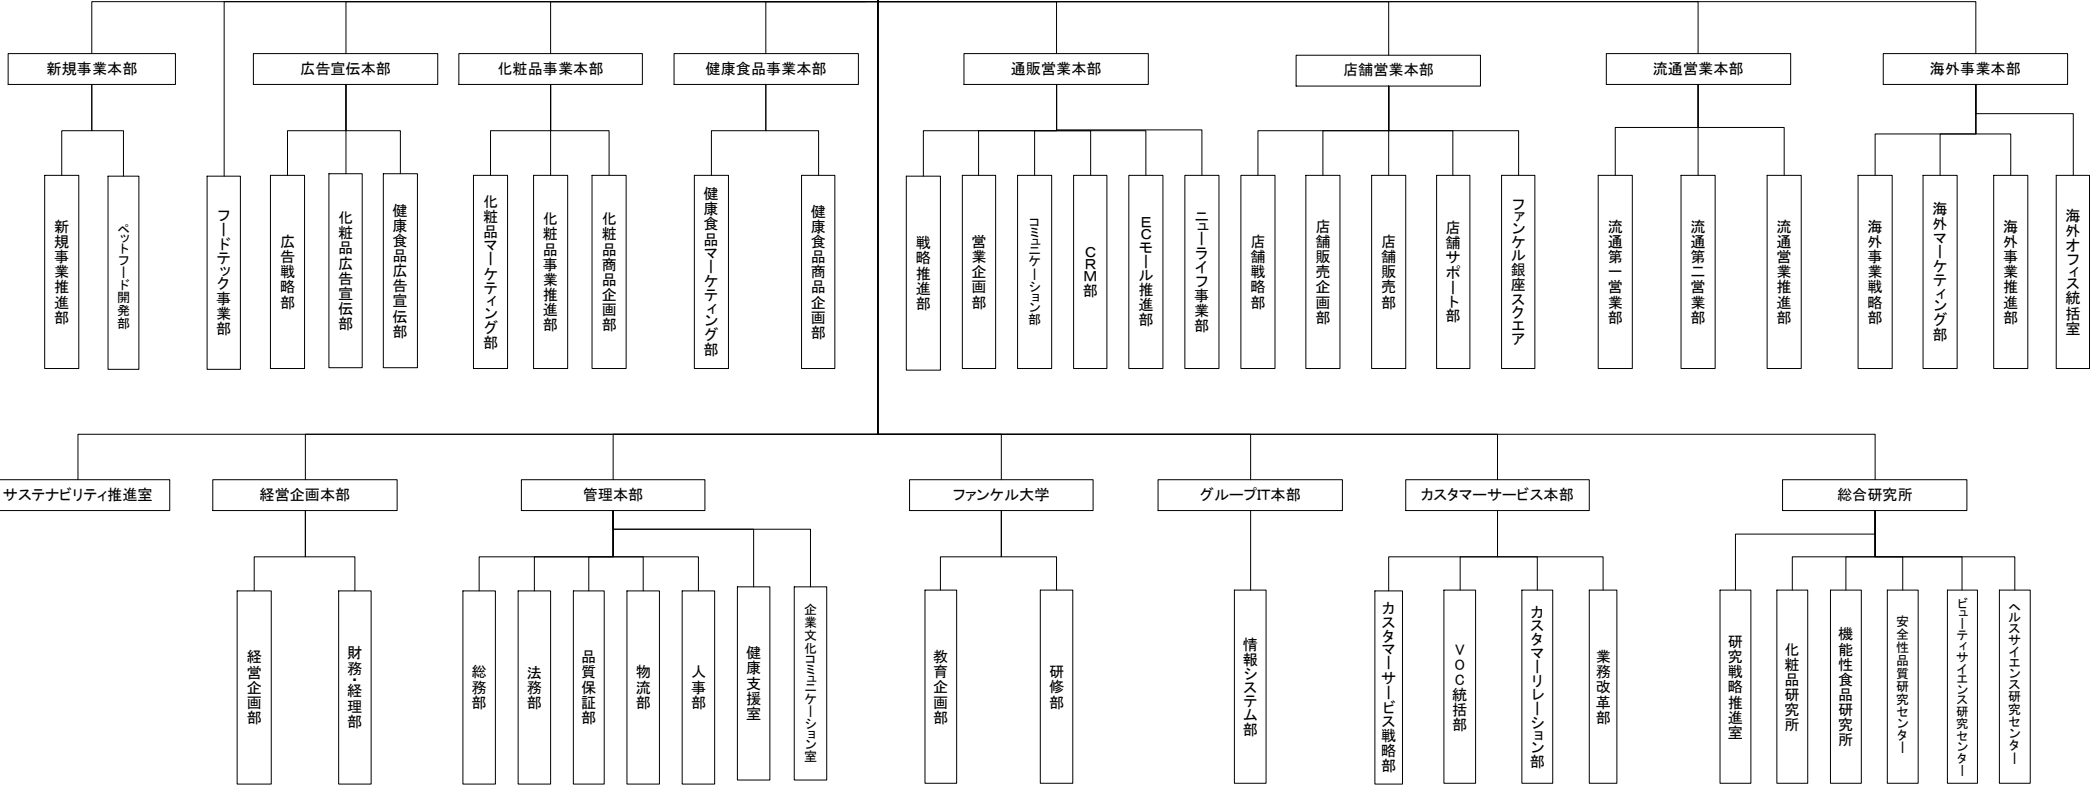 新規事業本部
広告宣伝本部
化粧品事業本部
健康食品事業本部
通販営業本部
店舗営業本部
流通営業本部
海外事業本部
新規事業推進部
ペットフード開発部
フードテック事業部
広告戦略部
化粧品広告宣伝部
健康食品広告宣伝部
化粧品マーケティング部
化粧品事業推進部
化粧品商品企画部
健康食品マーケティング部
健康食品商品企画部
戦略推進部
営業企画部
コミュニケーション部
CRM部
ECモール推進部
ニューライフ事業部
店舗戦略部
店舗販売企画部
店舗販売部
店舗サポート部
ファンケル銀座スクエア
流通第一営業部
流通第二営業部
流通営業推進部
海外事業戦略部
海外マーケティング部
海外事業推進部
海外オフィス統括室
サステナビリティ推進室
経営企画本部
管理本部
ファンケル大学
グループIT本部
カスタマーサービス本部
総合研究所
経営企画部
財務・経理部
総務部
法務部
品質保証部
物流部
人事部
健康支援室
企業文化コミュニケーション室
教育企画部
研修部
情報システム部
カスタマーサービス戦略部
VOC統括部
カスタマーリレーション部
業務改革部
研究戦略推進室
化粧品研究所
機能性食品研究所
安全性品質研究センター
ビューティサイエンス研究センター
ヘルスサイエンス研究センター